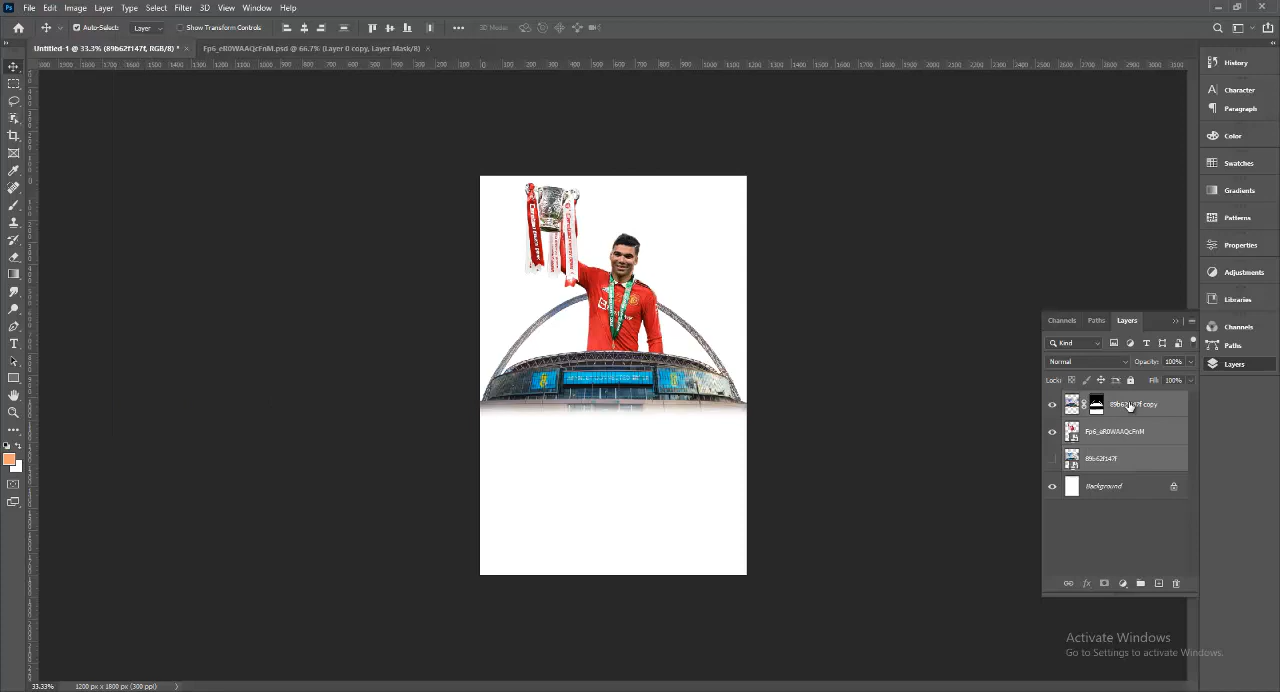 Ps File Edit Image Layer Type Select Filter 3D View Window Help
Auto-Select: Layer Show Transform Controls 3D Mode:
Untitled-1 @ 33.3% (89b62f147f, RGB/8) * × Fp6_eR0WAAQcFnM.psd @ 66.7% (Layer 0 copy, Layer Mask/8) ×
History
Character
Paragraph
Color
Swatches
Gradients
Patterns
Properties
Adjustments
Libraries
Channels
Paths
Layers
Channels Paths Layers
Kind
Normal Opacity: 100%
Lock: Fill: 100%
copy
Fp6_eR0WAAQcFnM
89b62f147f
Background
Activate Windows
Go to Settings to activate Windows.
33.33% 1200 px x 1800 px (300 ppi)